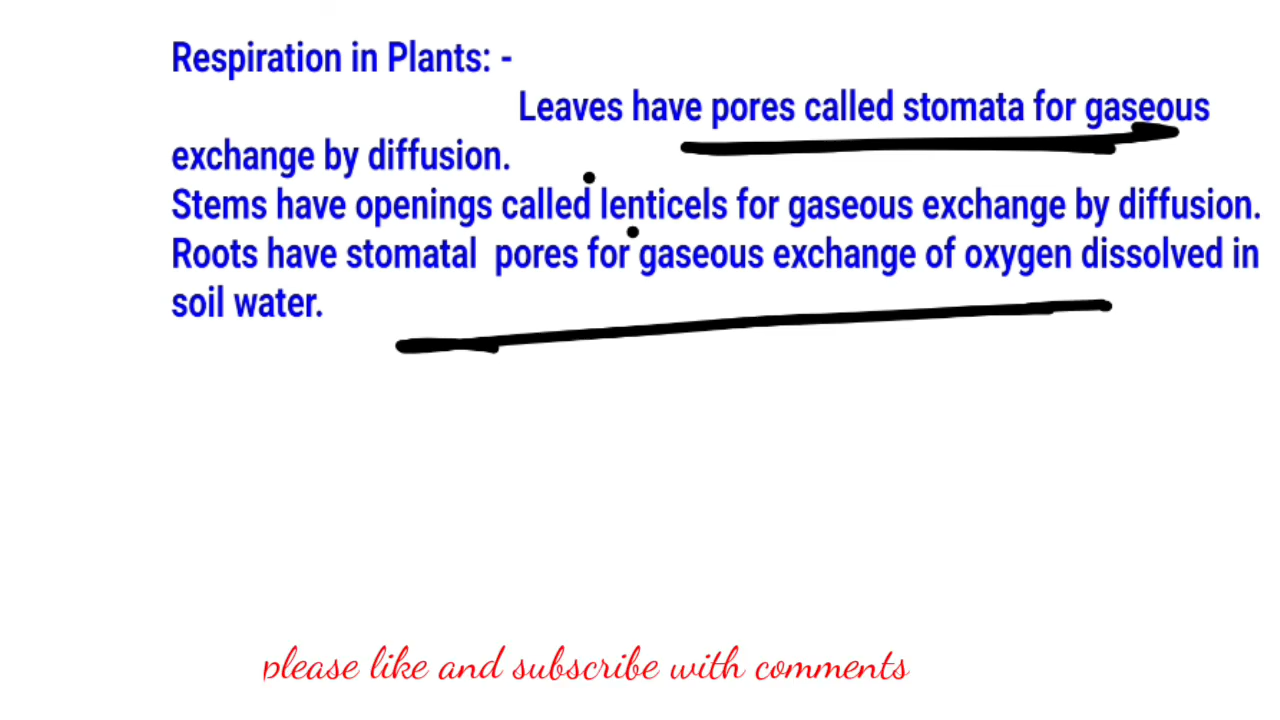 Respiration in Plants: -
Leaves have pores called stomata for gaseous
exchange by diffusion.
Stems have openings called lenticels for gaseous exchange by diffusion.
Roots have stomatal pores for gaseous exchange of oxygen dissolved in
soil water.
please like and subscribe with comments